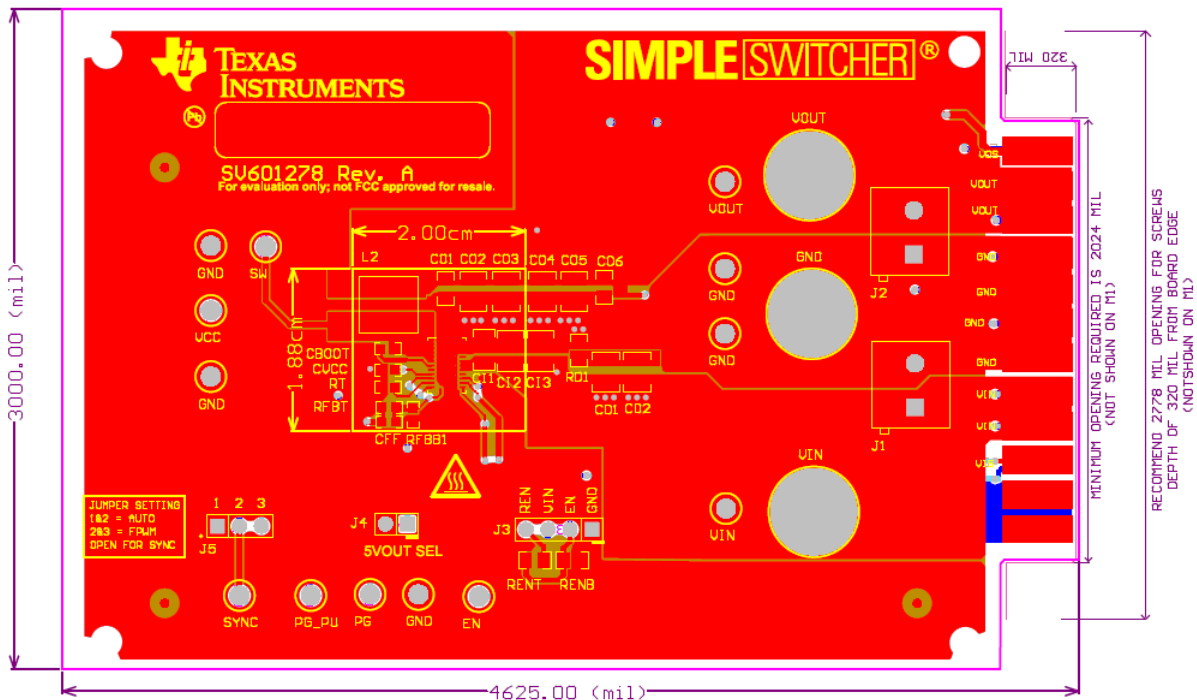 TEXAS
INSTRUMENTS
SIMPLE SWITCHER®
Pb
SV601278 Rev. A
For evaluation only; not FCC approved for resale.
320 MIL
VOUT
VOS
VOUT
VOUT
VOUT
2.00cm
GND
SW
L2
CO1 CO2 CO3 CO4 CO5 CO6
GND
GND
GND
J2
GND
VCC
GND
GND
1.88cm
CBOOT
CVCC
RT
RFBT
CI1 CI2 CI3
RD1
CD1 CD2
GND
GND
CFF RFBB1
J1
VIN
VIN
VIN
VIN
3000.00 (mil)
MINIMUM OPENING REQUIRED IS 2024 MIL
(NOT SHOWN ON M1)
RECOMMEND 2778 MIL OPENING FOR SCREWS
DEPTH OF 320 MIL FROM BOARD EDGE
(NOTSHOWN ON M1)
JUMPER SETTING
1&2 = AUTO
2&3 = FPWM
OPEN FOR SYNC
1 2 3
J5
J4
5VOUT SEL
REN
VIN
EN
GND
J3
VIN
RENT RENB
SYNC
PG_PU
PG
GND
EN
4625.00 (mil)